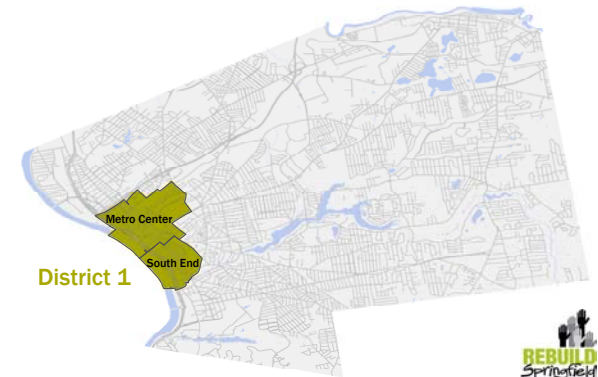 Metro Center
South End
District 1
REBUILD
Springfield